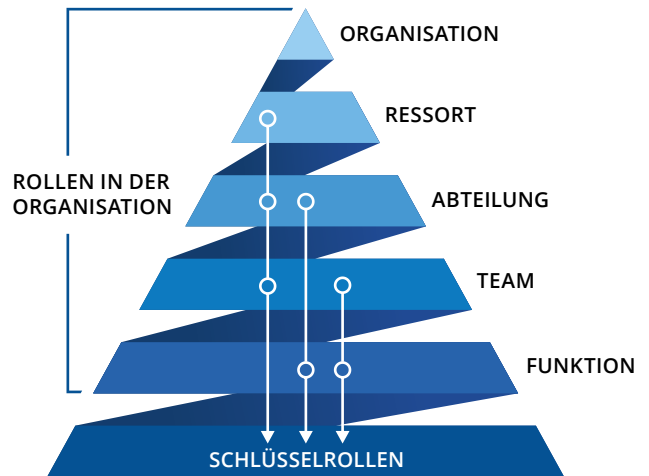 ORGANISATION
RESSORT
ROLLEN IN DER
ORGANISATION
ABTEILUNG
TEAM
FUNKTION
SCHLÜSSELROLLEN